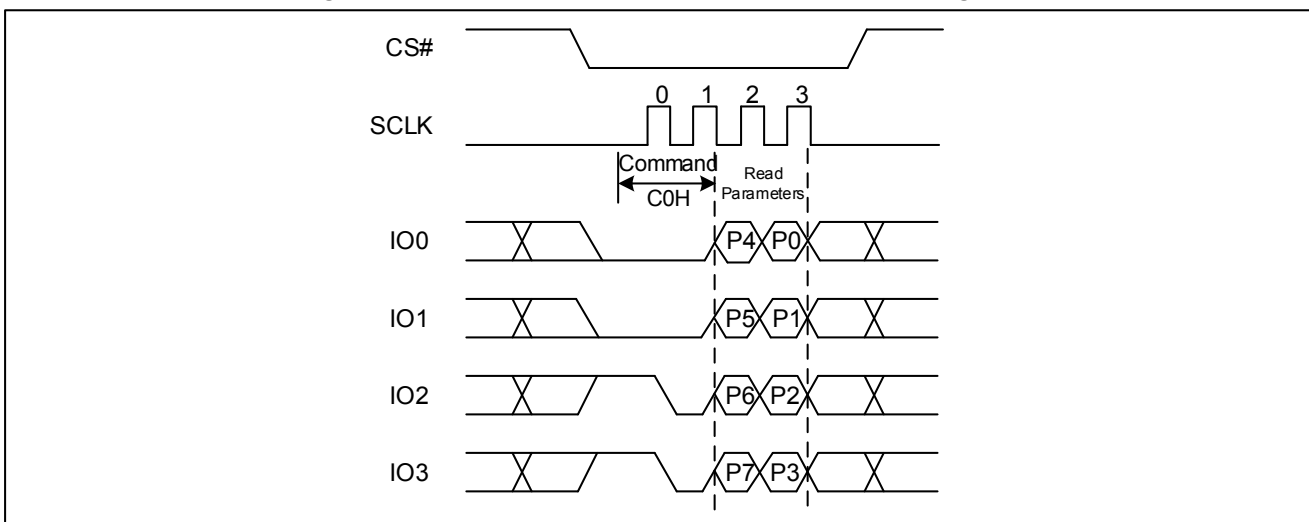 CS#
0 1 2 3
SCLK
Command
Read
Parameters
C0H
IO0
P4 P0
IO1
P5 P1
IO2
P6 P2
IO3
P7 P3